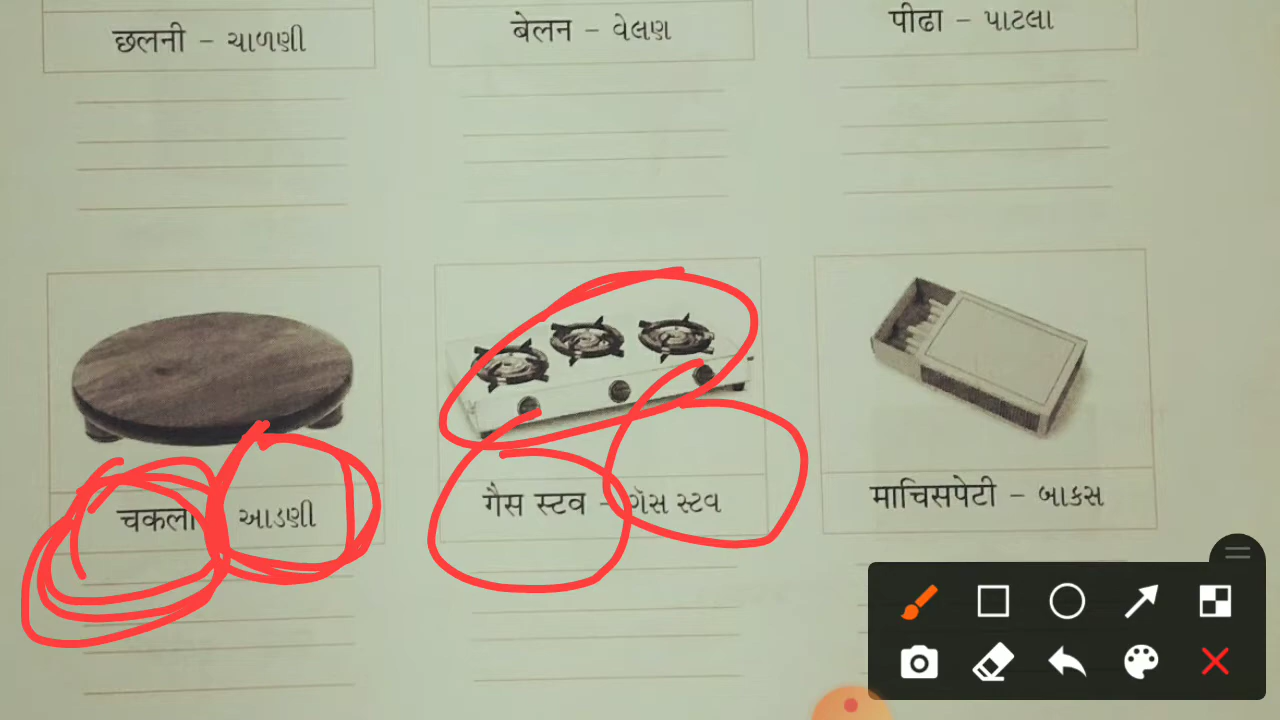 छलनी – ચાળણી
बेलन – વેલણ
पीढा – પાટલા
चकला આડણી
गैस स्टव – ગૅસ સ્ટવ
माचिसपेटी – બાકસ